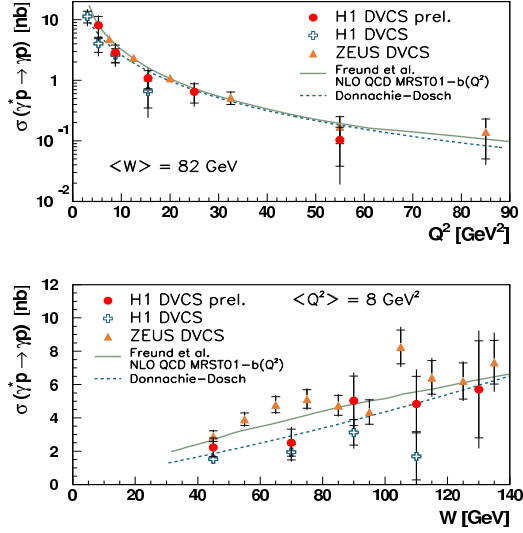 σ (γ* p → γp) [nb]
10
1
10⁻¹
10⁻²
H1 DVCS prel.
H1 DVCS
ZEUS DVCS
Freund et al.
NLO QCD MRST01–b(Q²)
Donnachie–Dosch
<W> = 82 GeV
0 10 20 30 40 50 60 70 80 90
Q² [GeV²]
σ (γ* p → γp) [nb]
12
10
8
6
4
2
0
H1 DVCS prel.
H1 DVCS
ZEUS DVCS
Freund et al.
NLO QCD MRST01–b(Q²)
Donnachie–Dosch
<Q²> = 8 GeV²
0 20 40 60 80 100 120 140
W [GeV]